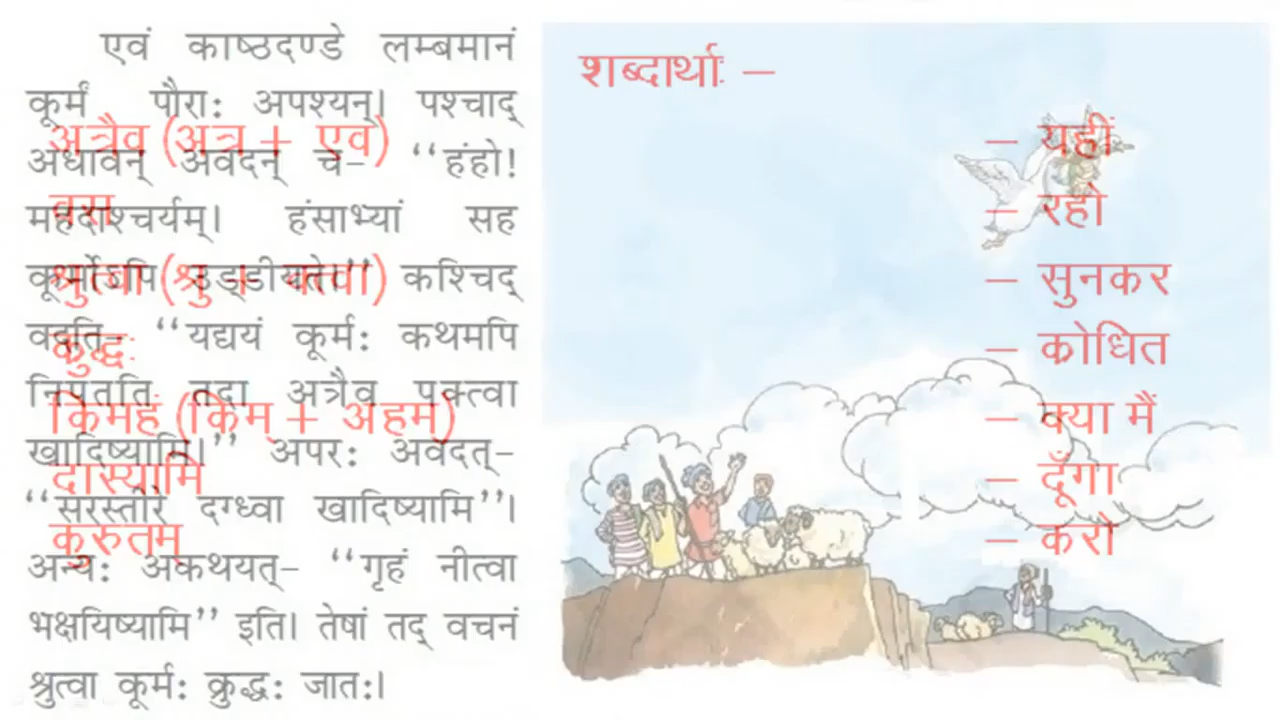 एवं काष्ठदण्डे लम्बमानं
कूर्मं पौराः अपश्यन्। पश्चाद्
अधावन् अवदन् च– ‘‘हंहो!
महदाश्चर्यम्। हंसाभ्यां सह
कूर्मोऽपि उड्डीयते।’’ कश्चिद्
वदति– ‘‘यद्ययं कूर्मः कथमपि
निपतति तदा अत्रैव पक्त्वा
खादिष्यामि।’’ अपरः अवदत्–
‘‘सरस्तीरे दग्ध्वा खादिष्यामि’’।
अन्यः अकथयत्– ‘‘गृहं नीत्वा
भक्षयिष्यामि’’ इति। तेषां तद् वचनं
श्रुत्वा कूर्मः क्रुद्धः जातः।
शब्दार्थाः –
अत्रैव (अत्र + एव) – यहीं
– रहो
श्रुत्वा (श्रु + क्त्वा) – सुनकर
क्रुद्धः – क्रोधित
किमहं (किम् + अहम्) – क्या मैं
दास्यामि – दूँगा
कुरुतम् – करो